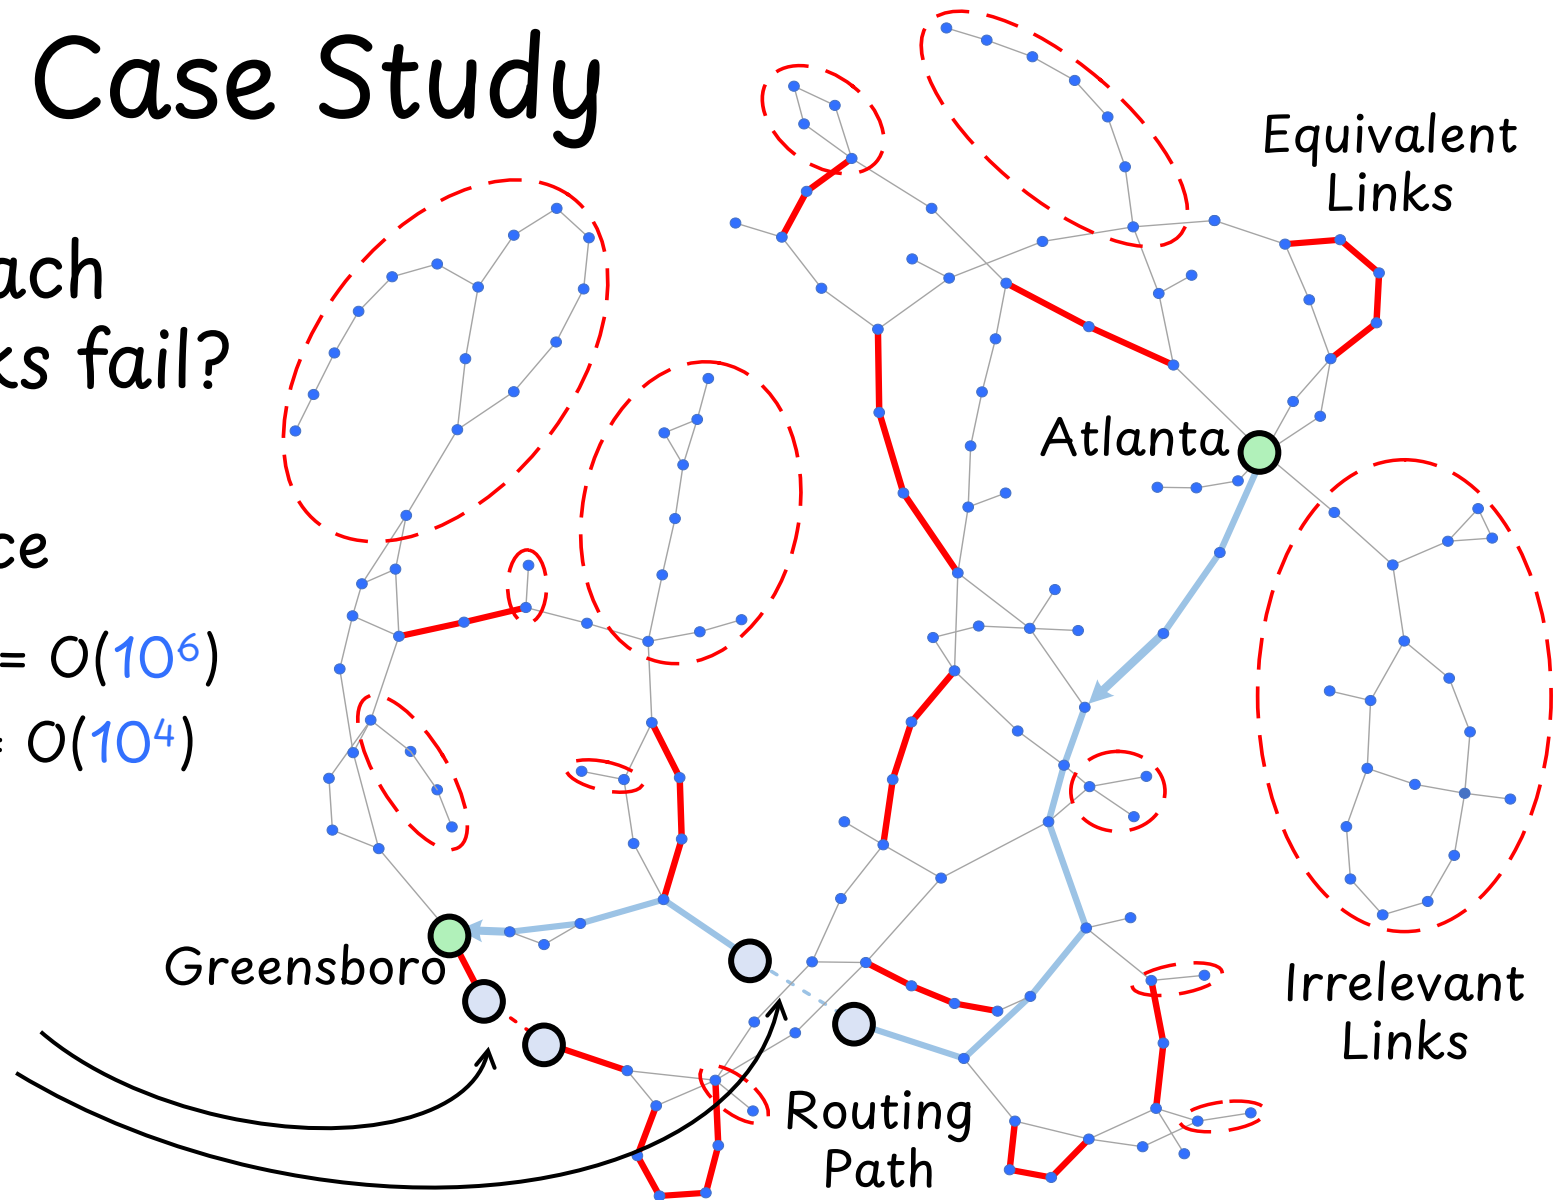 Case Study
ach
ks fail?
ce
= O(10⁶)
= O(10⁴)
Equivalent
Links
Atlanta
Greensboro
Irrelevant
Links
Routing
Path